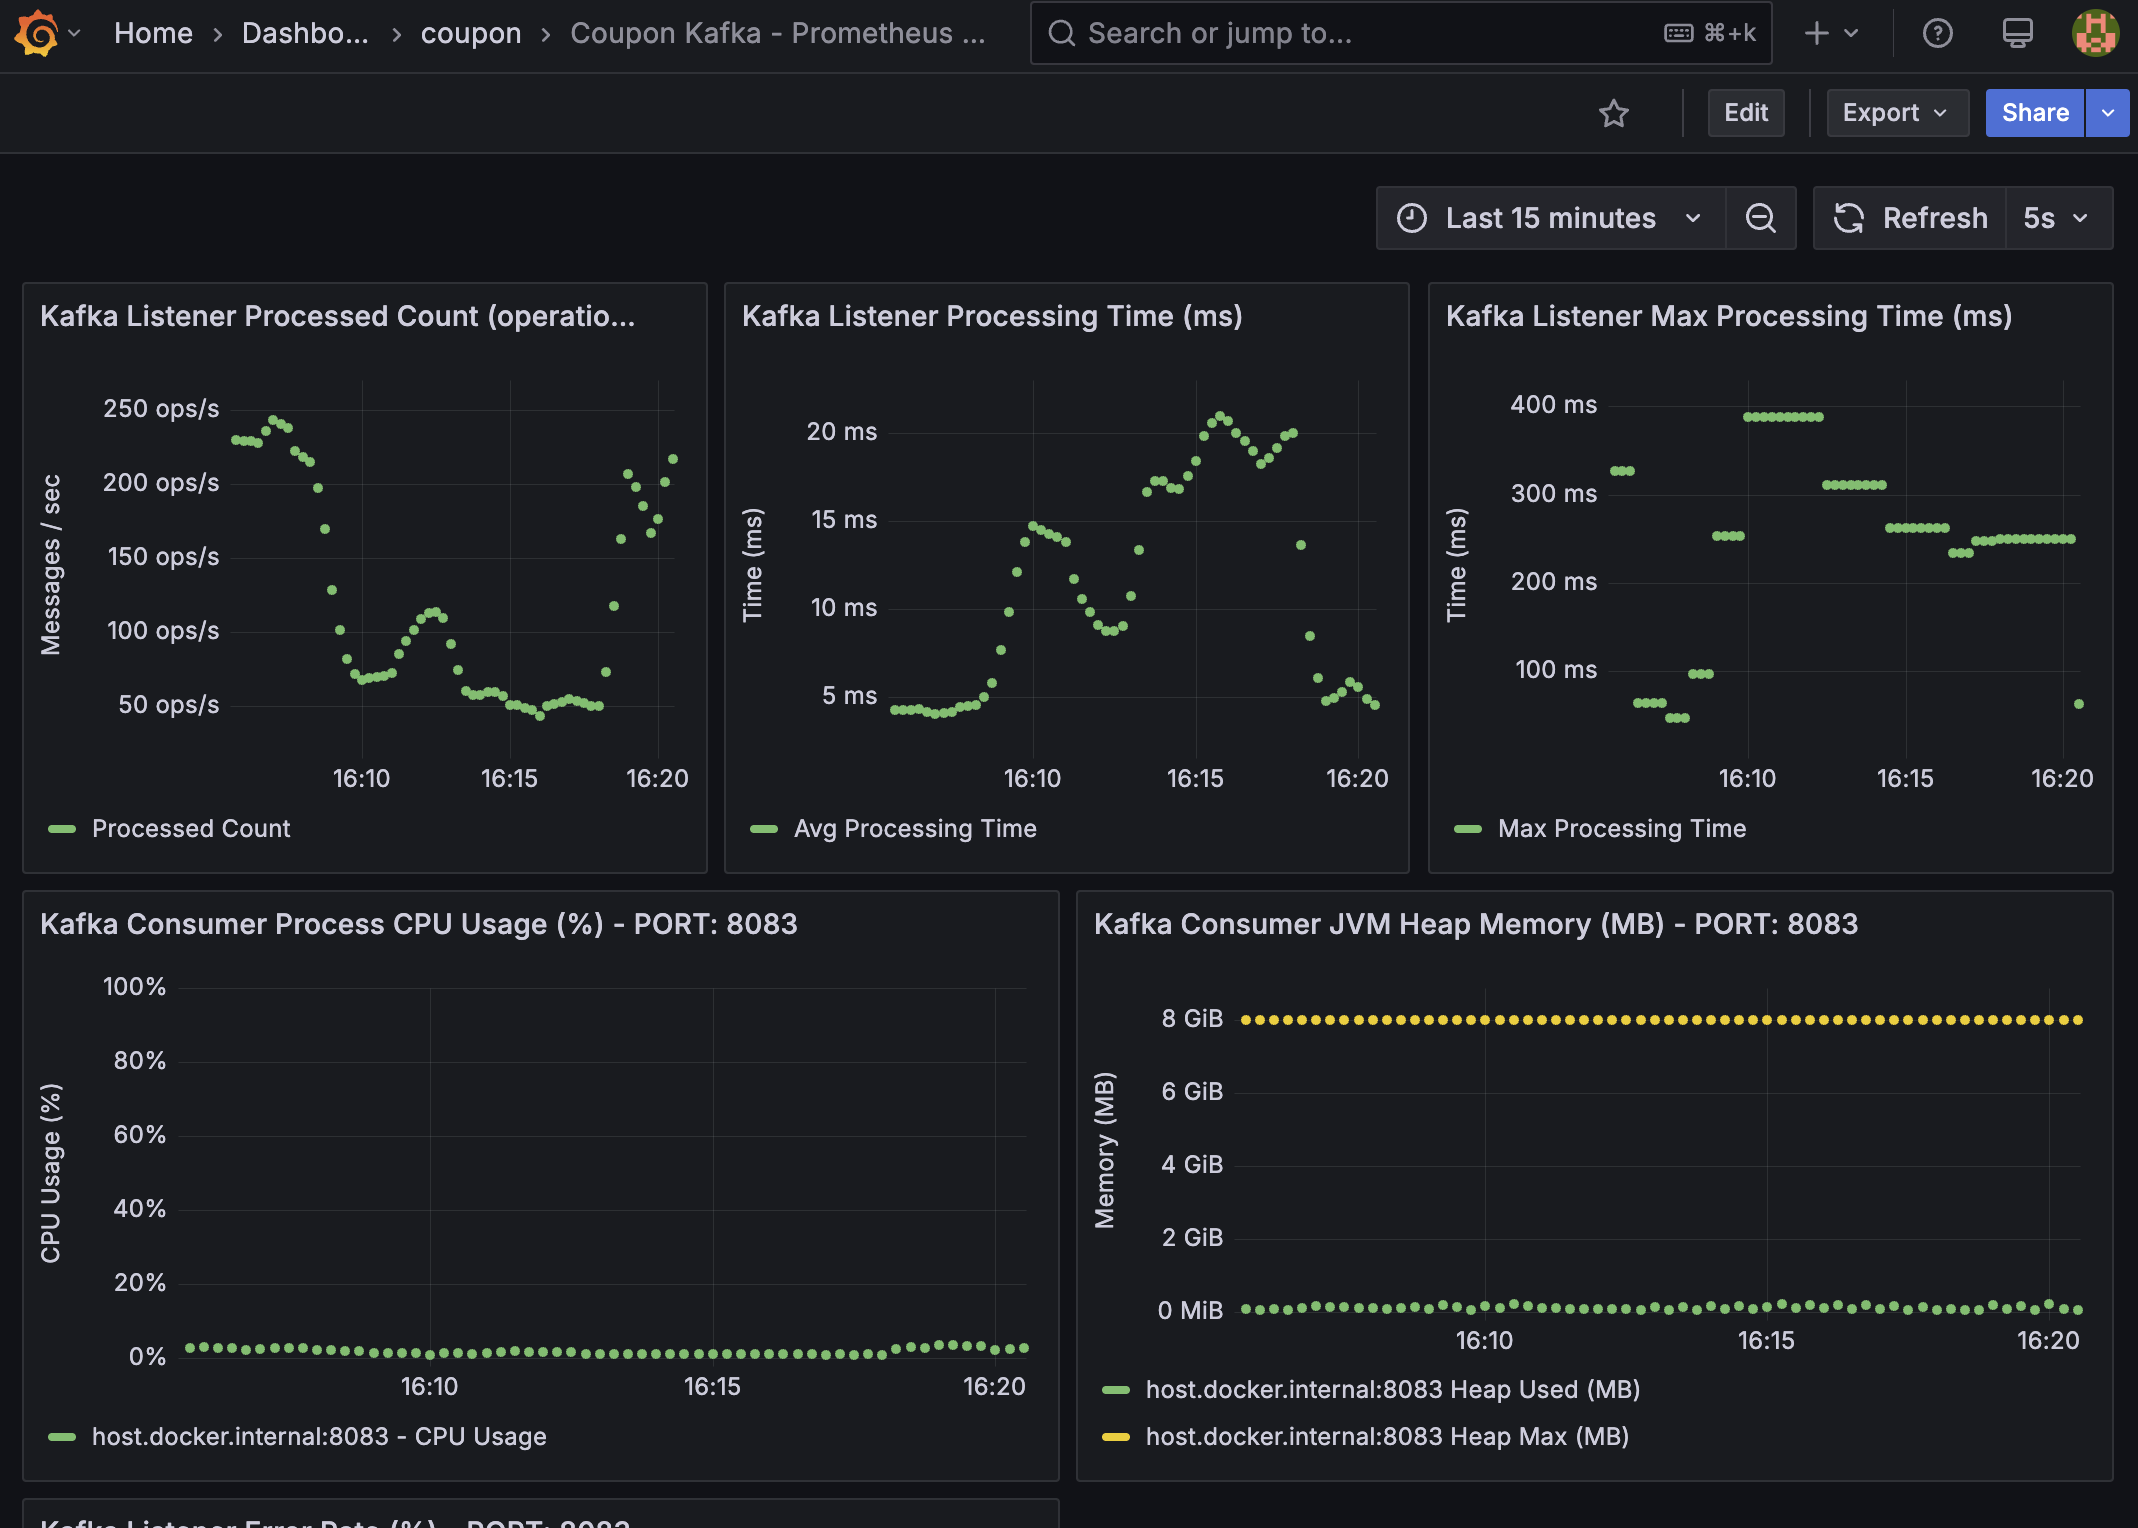 Home › Dashbo... › coupon › Coupon Kafka - Prometheus ...
Search or jump to...
⌘+k
Edit
Export
Share
Last 15 minutes
Refresh
5s
Kafka Listener Processed Count (operatio...
Messages / sec
250 ops/s
200 ops/s
150 ops/s
100 ops/s
50 ops/s
16:10 16:15 16:20
Processed Count
Kafka Listener Processing Time (ms)
Time (ms)
20 ms
15 ms
10 ms
5 ms
16:10 16:15 16:20
Avg Processing Time
Kafka Listener Max Processing Time (ms)
Time (ms)
400 ms
300 ms
200 ms
100 ms
16:10 16:15 16:20
Max Processing Time
Kafka Consumer Process CPU Usage (%) - PORT: 8083
CPU Usage (%)
100%
80%
60%
40%
20%
0%
16:10 16:15 16:20
host.docker.internal:8083 - CPU Usage
Kafka Consumer JVM Heap Memory (MB) - PORT: 8083
Memory (MB)
8 GiB
6 GiB
4 GiB
2 GiB
0 MiB
16:10 16:15 16:20
host.docker.internal:8083 Heap Used (MB)
host.docker.internal:8083 Heap Max (MB)
Kafka Listener Error Rate (%) - PORT: 8083